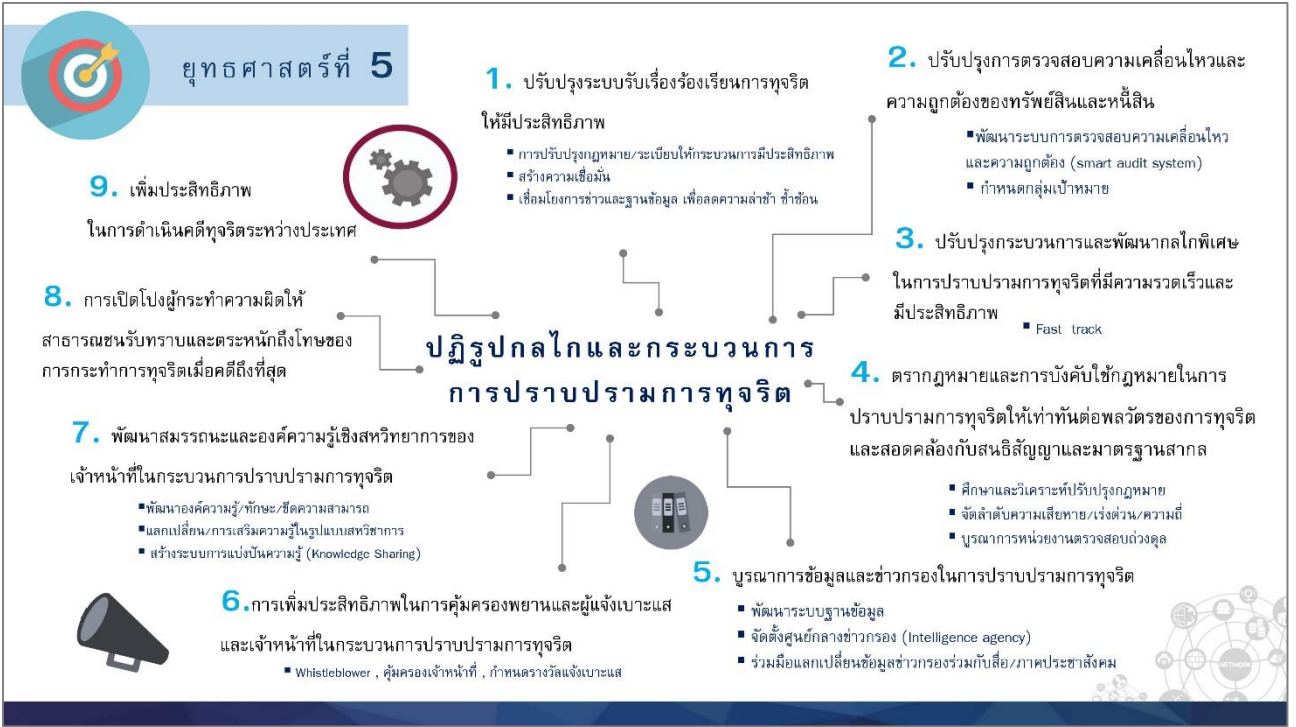 ยุทธศาสตร์ที่ 5
1. ปรับปรุงระบบรับเรื่องร้องเรียนการทุจริต
ให้มีประสิทธิภาพ
▪ การปรับปรุงกฎหมาย/ระเบียบให้กระบวนการมีประสิทธิภาพ
▪ สร้างความเชื่อมั่น
▪ เชื่อมโยงการข่าวและฐานข้อมูล เพื่อลดความล่าช้า ซ้ำซ้อน
2. ปรับปรุงการตรวจสอบความเคลื่อนไหวและ
ความถูกต้องของทรัพย์สินและหนี้สิน
▪พัฒนาระบบการตรวจสอบความเคลื่อนไหว
และความถูกต้อง (smart audit system)
▪ กำหนดกลุ่มเป้าหมาย
3. ปรับปรุงกระบวนการและพัฒนากลไกพิเศษ
ในการปราบปรามการทุจริตที่มีความรวดเร็วและ
มีประสิทธิภาพ
▪ Fast track
ปฏิรูปกลไกและกระบวนการ
การปราบปรามการทุจริต
4. ตรากฎหมายและการบังคับใช้กฎหมายในการ
ปราบปรามการทุจริตให้เท่าทันต่อพลวัตรของการทุจริต
และสอดคล้องกับสนธิสัญญาและมาตรฐานสากล
▪ ศึกษาและวิเคราะห์ปรับปรุงกฎหมาย
▪ จัดลำดับความเสียหาย/เร่งด่วน/ความถี่
▪ บูรณาการหน่วยงานตรวจสอบถ่วงดุล
5. บูรณาการข้อมูลและข่าวกรองในการปราบปรามการทุจริต
▪ พัฒนาระบบฐานข้อมูล
▪ จัดตั้งศูนย์กลางข่าวกรอง (Intelligence agency)
▪ ร่วมมือแลกเปลี่ยนข้อมูลข่าวกรองร่วมกับสื่อ/ภาคประชาสังคม
6.การเพิ่มประสิทธิภาพในการคุ้มครองพยานและผู้แจ้งเบาะแส
และเจ้าหน้าที่ในกระบวนการปราบปรามการทุจริต
▪ Whistleblower , คุ้มครองเจ้าหน้าที่ , กำหนดรางวัลแจ้งเบาะแส
7. พัฒนาสมรรถนะและองค์ความรู้เชิงสหวิทยาการของ
เจ้าหน้าที่ในกระบวนการปราบปรามการทุจริต
▪พัฒนาองค์ความรู้/ทักษะ/ขีดความสามารถ
▪แลกเปลี่ยน/การเสริมความรู้ในรูปแบบสหวิชาการ
▪ สร้างระบบการแบ่งปันความรู้ (Knowledge Sharing)
8. การเปิดโปงผู้กระทำความผิดให้
สาธารณชนรับทราบและตระหนักถึงโทษของ
การกระทำการทุจริตเมื่อคดีถึงที่สุด
9. เพิ่มประสิทธิภาพ
ในการดำเนินคดีทุจริตระหว่างประเทศ
NETWORK